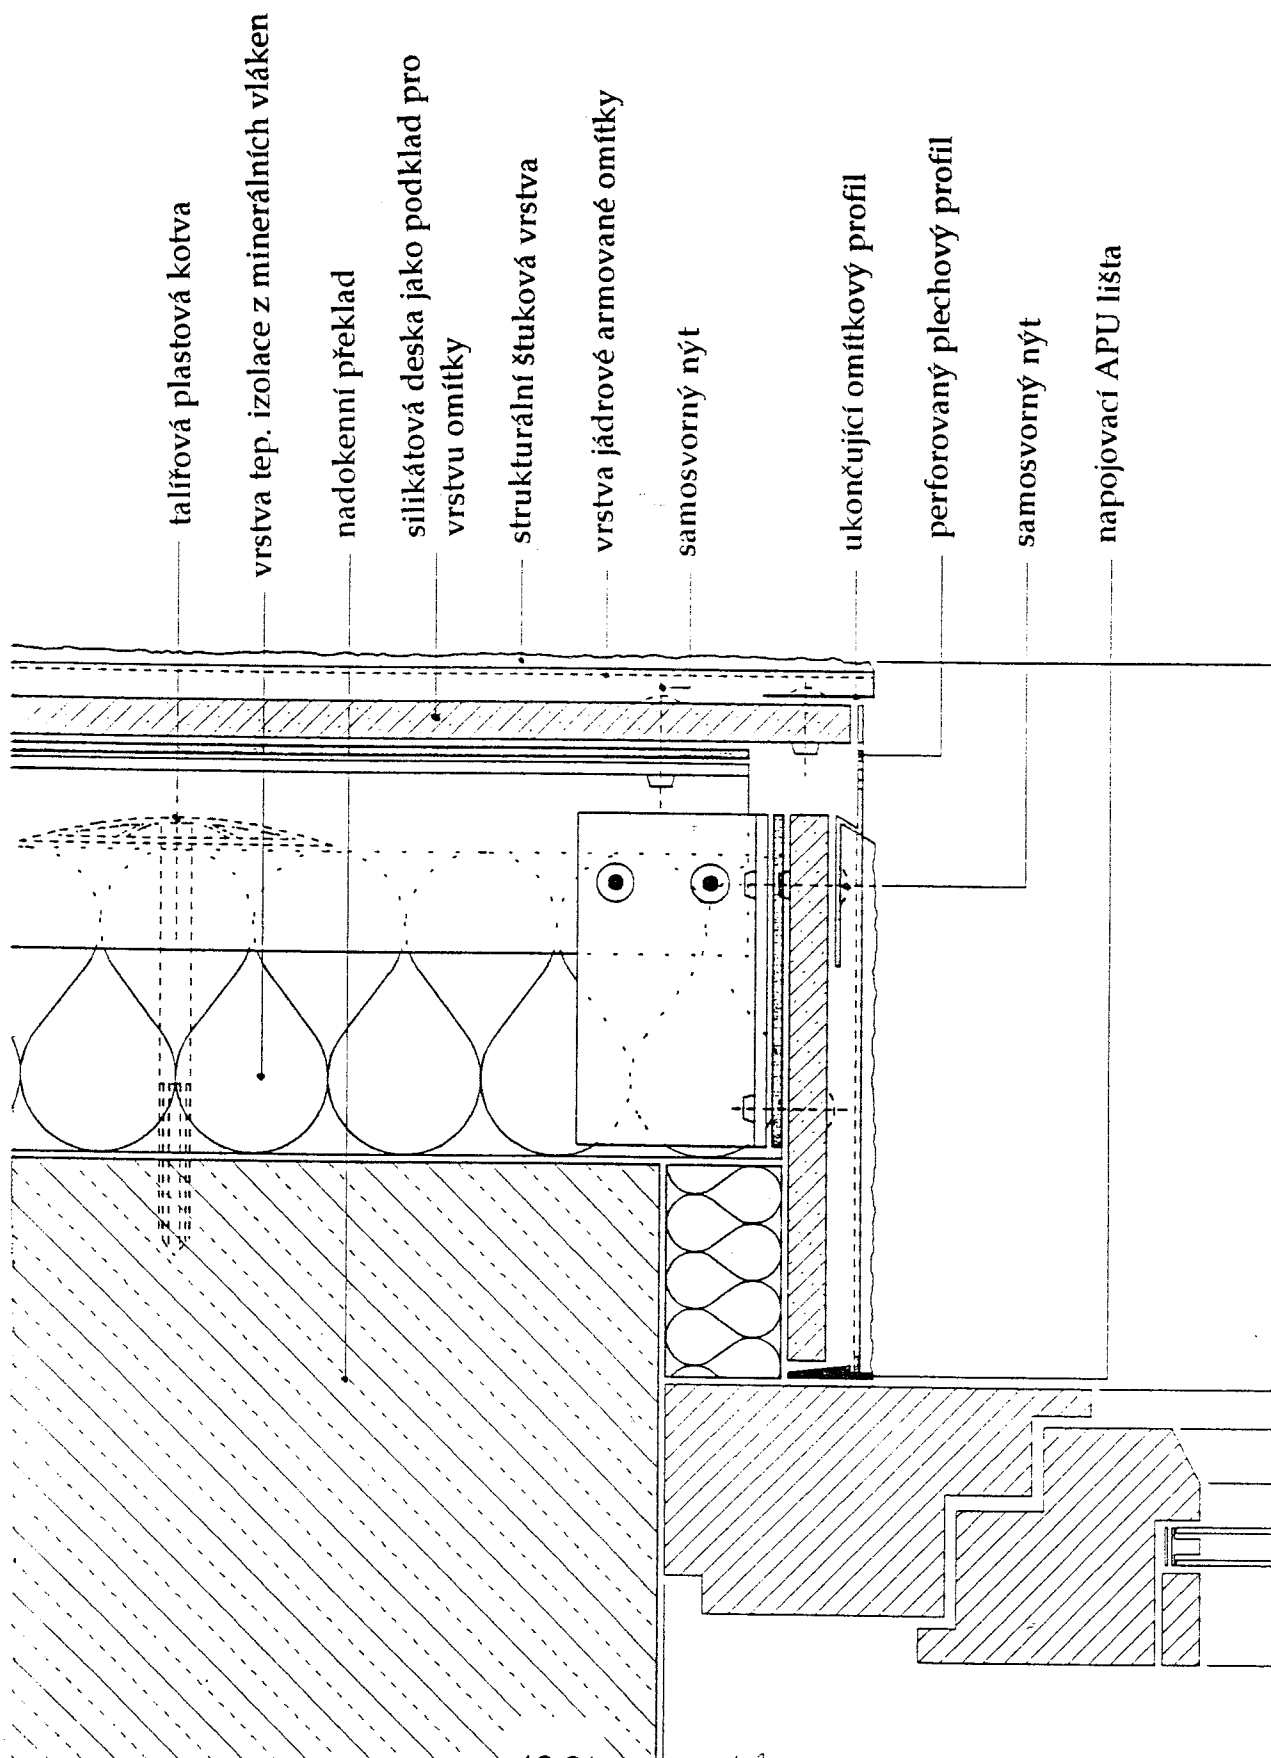 talířová plastová kotva
vrstva tep. izolace z minerálních vláken
nadokenní překlad
silikátová deska jako podklad pro
vrstvu omítky
strukturální štuková vrstva
vrstva jádrové armované omítky
samosvorný nýt
ukončující omítkový profil
perforovaný plechový profil
samosvorný nýt
napojovací APU lišta